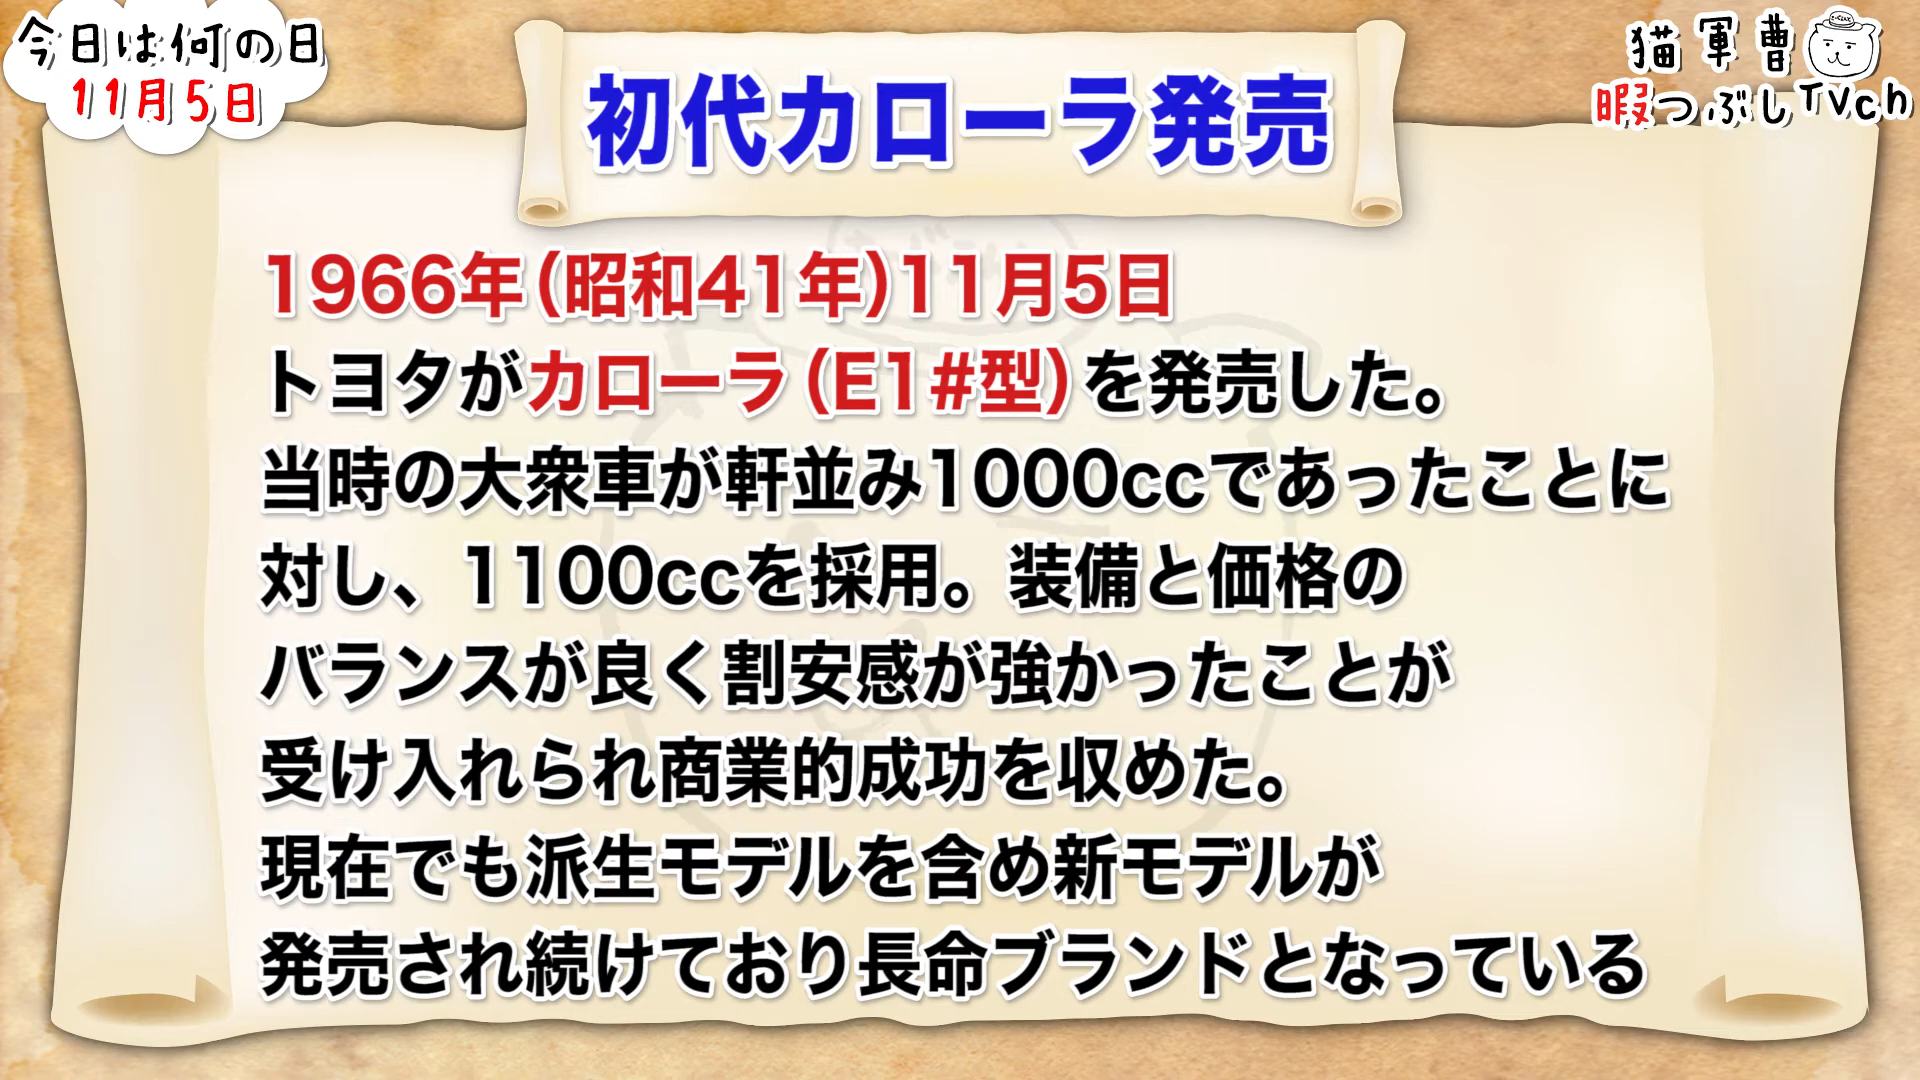 今日は何の日
11月5日
猫軍曹
暇つぶしTVch
初代カローラ発売
1966年(昭和41年)11月5日
トヨタがカローラ(E1#型)を発売した。
当時の大衆車が軒並み1000ccであったことに
対し、1100ccを採用。装備と価格の
バランスが良く割安感が強かったことが
受け入れられ商業的成功を収めた。
現在でも派生モデルを含め新モデルが
発売され続けており長命ブランドとなっている